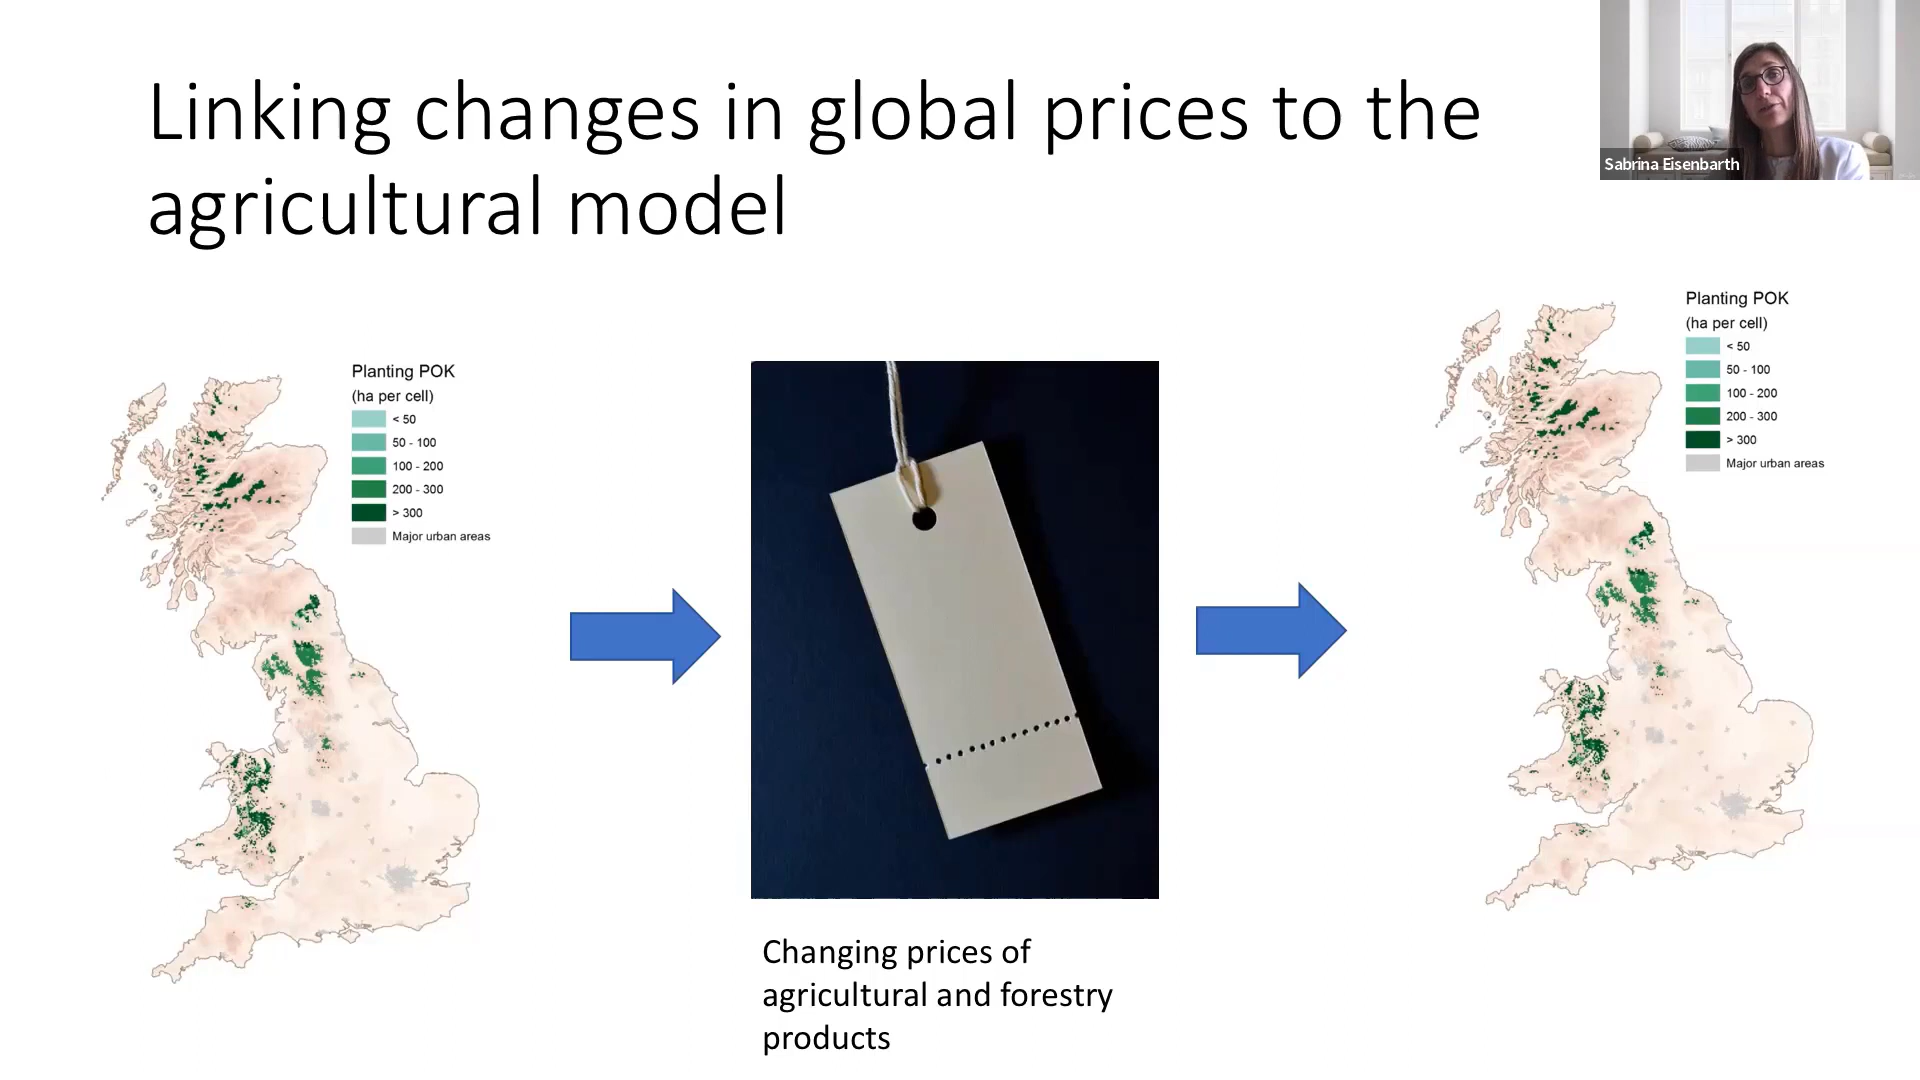 Linking changes in global prices to the
agricultural model
Sabrina Eisenbarth
Planting POK
(ha per cell)
< 50
50 - 100
100 - 200
200 - 300
> 300
Major urban areas
Changing prices of
agricultural and forestry
products
Planting POK
(ha per cell)
< 50
50 - 100
100 - 200
200 - 300
> 300
Major urban areas